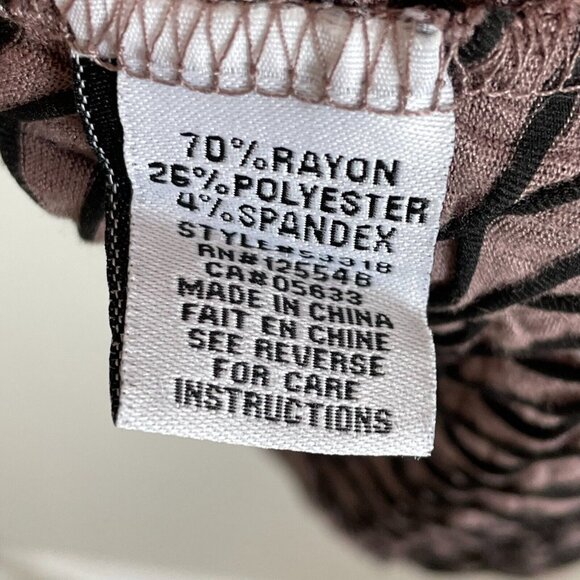 70%RAYON
26%POLYESTER
4%SPANDEX
STYLE#S3318
RN#125546
CA#05633
MADE IN CHINA
FAIT EN CHINE
SEE REVERSE
FOR CARE
INSTRUCTIONS